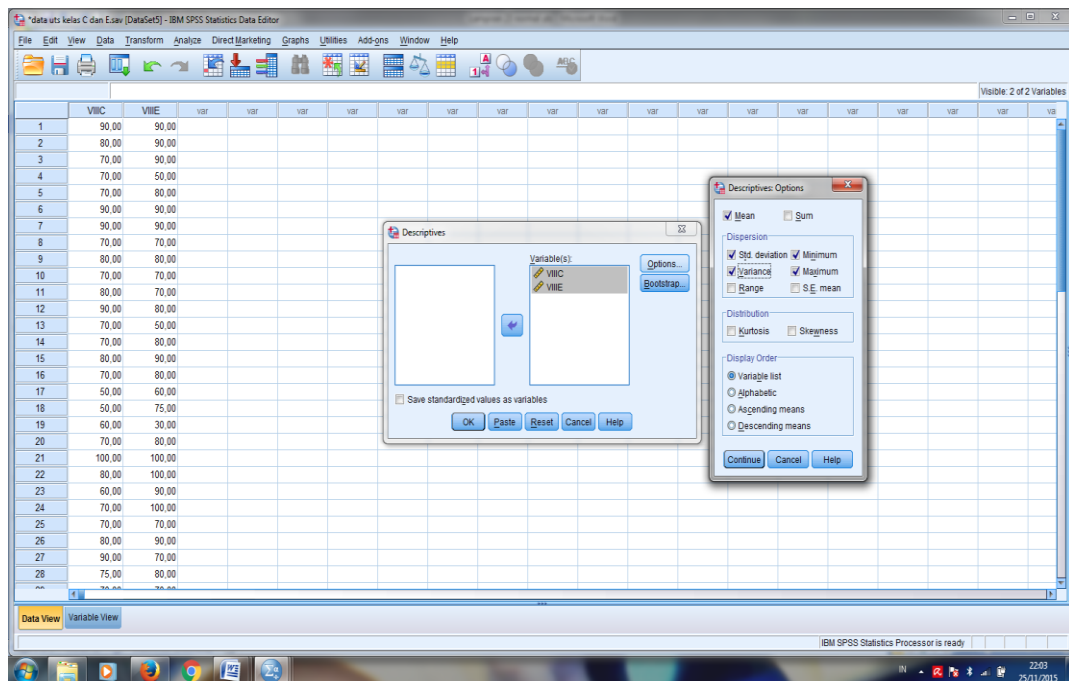 *data uts kelas C dan E.sav [DataSet5] - IBM SPSS Statistics Data Editor
File Edit View Data Transform Analyze Direct Marketing Graphs Utilities Add-ons Window Help
Visible: 2 of 2 Variables
VIIIC VIIIE var var var var var var var var var var var var var var var var var va
1 90,00 90,00
2 80,00 90,00
3 70,00 90,00
4 70,00 50,00
5 70,00 80,00
6 90,00 90,00
7 90,00 90,00
8 70,00 70,00
9 80,00 80,00
10 70,00 70,00
11 80,00 70,00
12 90,00 80,00
13 70,00 50,00
14 70,00 80,00
15 80,00 90,00
16 70,00 80,00
17 50,00 60,00
18 50,00 75,00
19 60,00 30,00
20 70,00 80,00
21 100,00 100,00
22 80,00 100,00
23 60,00 90,00
24 70,00 100,00
25 70,00 70,00
26 80,00 90,00
27 90,00 70,00
28 75,00 80,00
Descriptives
Variable(s):
VIIIC
VIIIE
Options...
Bootstrap...
Save standardized values as variables
OK Paste Reset Cancel Help
Descriptives: Options
Mean Sum
Dispersion
Std. deviation Minimum
Variance Maximum
Range S.E. mean
Distribution
Kurtosis Skewness
Display Order
Variable list
Alphabetic
Ascending means
Descending means
Continue Cancel Help
Data View Variable View
IBM SPSS Statistics Processor is ready
IN
22:03
25/11/2015